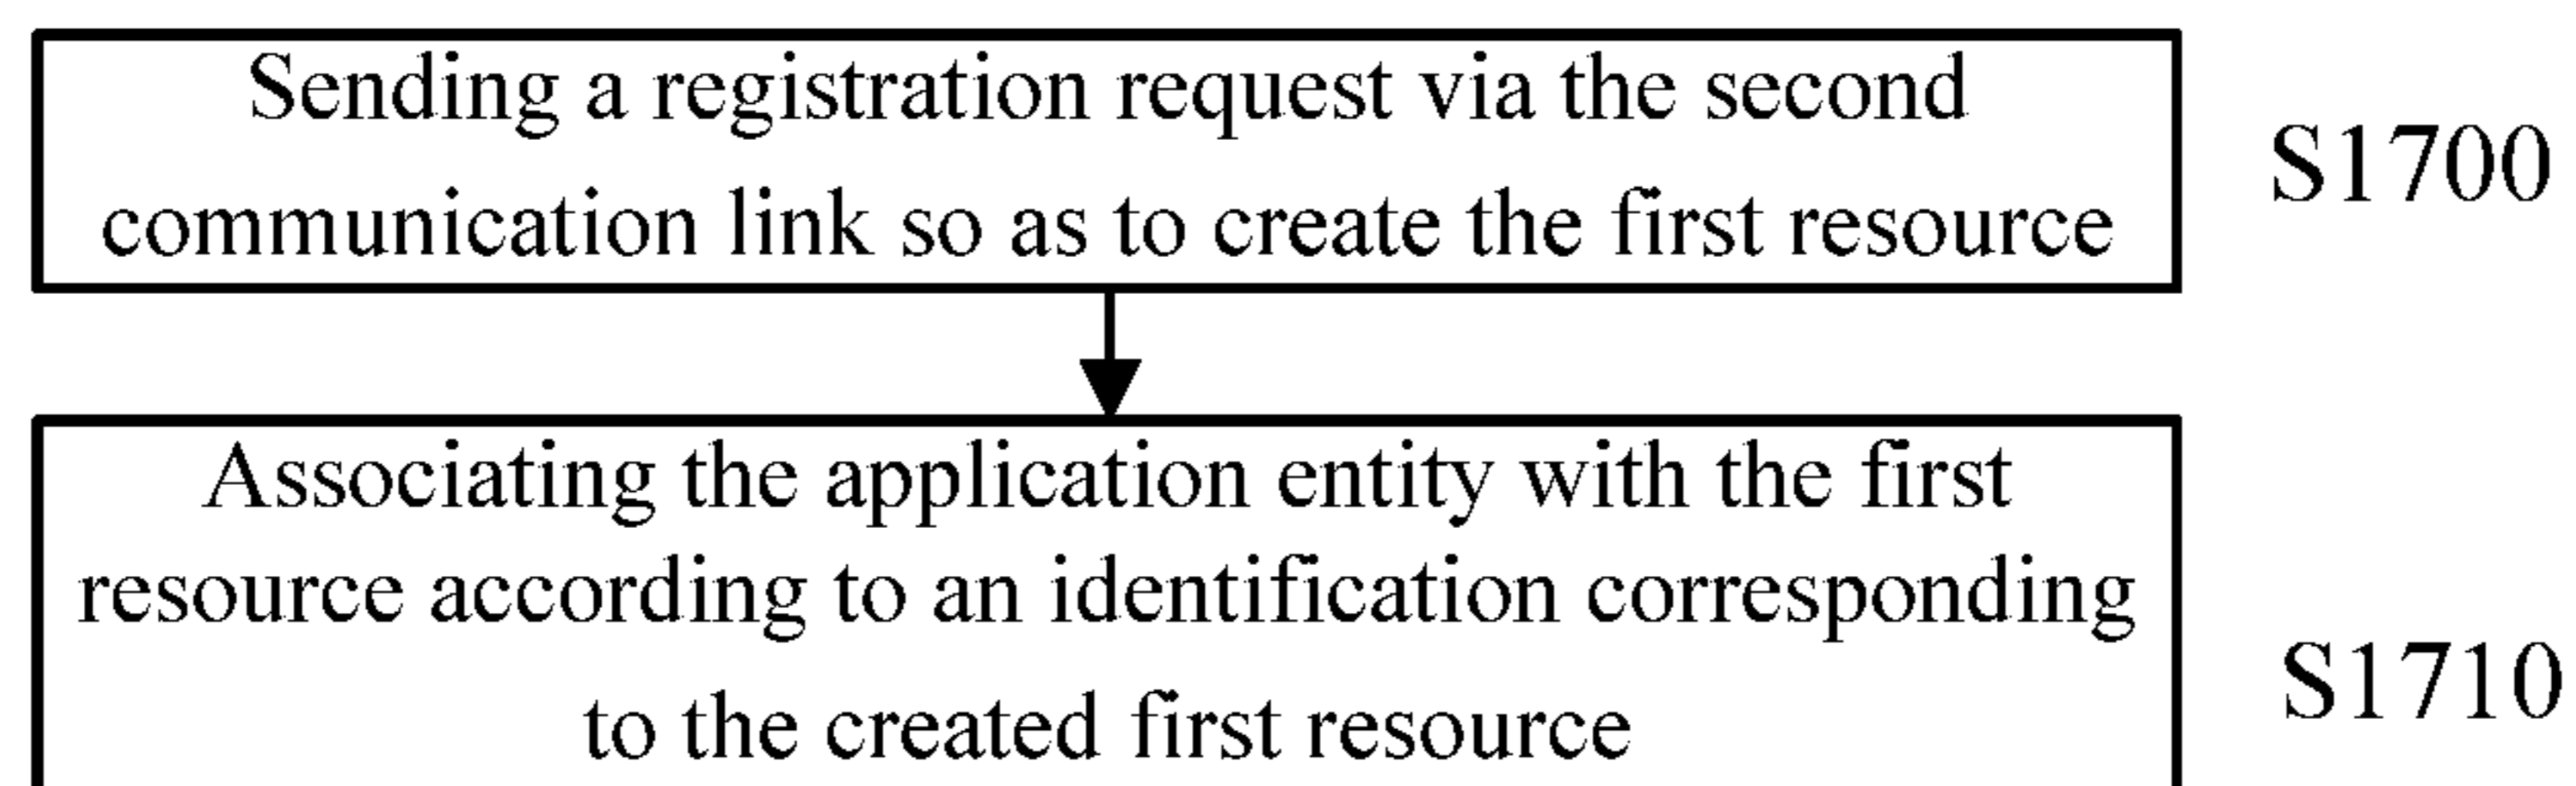 Sending a registration request via the second
communication link so as to create the first resource
S1700
Associating the application entity with the first
resource according to an identification corresponding
to the created first resource
S1710